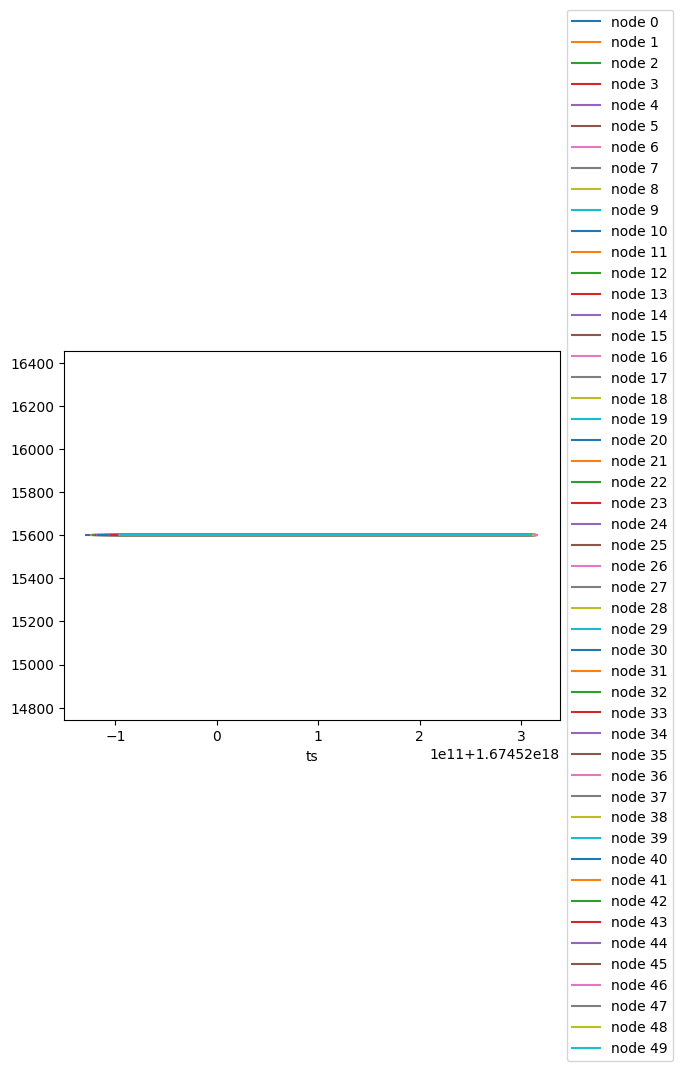 16400
16200
16000
15800
15600
15400
15200
15000
14800
−1
0
1
2
3
ts
1e11+1.67452e18
node 0
node 1
node 2
node 3
node 4
node 5
node 6
node 7
node 8
node 9
node 10
node 11
node 12
node 13
node 14
node 15
node 16
node 17
node 18
node 19
node 20
node 21
node 22
node 23
node 24
node 25
node 26
node 27
node 28
node 29
node 30
node 31
node 32
node 33
node 34
node 35
node 36
node 37
node 38
node 39
node 40
node 41
node 42
node 43
node 44
node 45
node 46
node 47
node 48
node 49